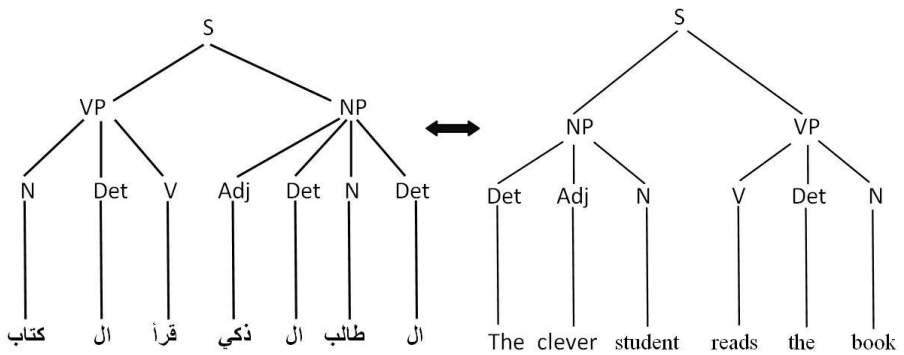 S
S
VP
NP
NP
VP
N
Det
V
Adj
Det
N
Det
Det
Adj
N
V
Det
N
ال طالب ال ذكي قرأ ال كتاب
The clever student reads the book